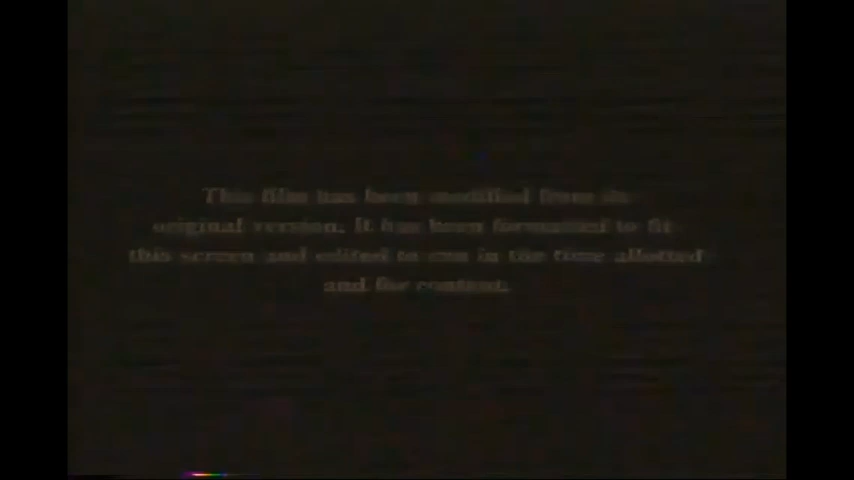 This film has been modified from its
original version. It has been formatted to fit
this screen and edited to run in the time allotted
and for content.